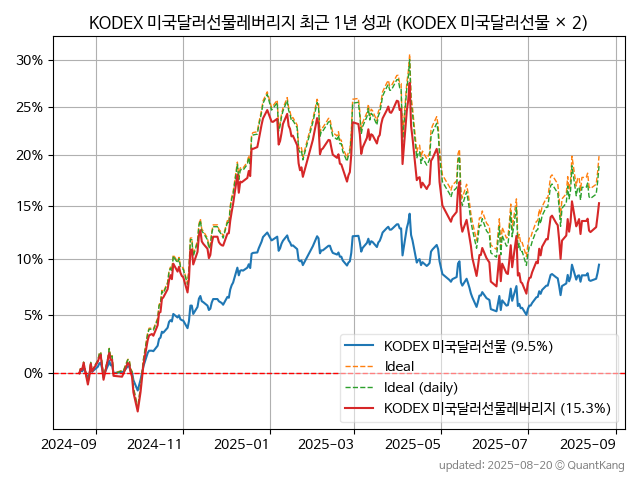 KODEX 미국달러선물레버리지 최근 1년 성과 (KODEX 미국달러선물 × 2)
30%
25%
20%
15%
10%
5%
0%
KODEX 미국달러선물 (9.5%)
Ideal
Ideal (daily)
KODEX 미국달러선물레버리지 (15.3%)
2024-09 2024-11 2025-01 2025-03 2025-05 2025-07 2025-09
updated: 2025-08-20 © QuantKang